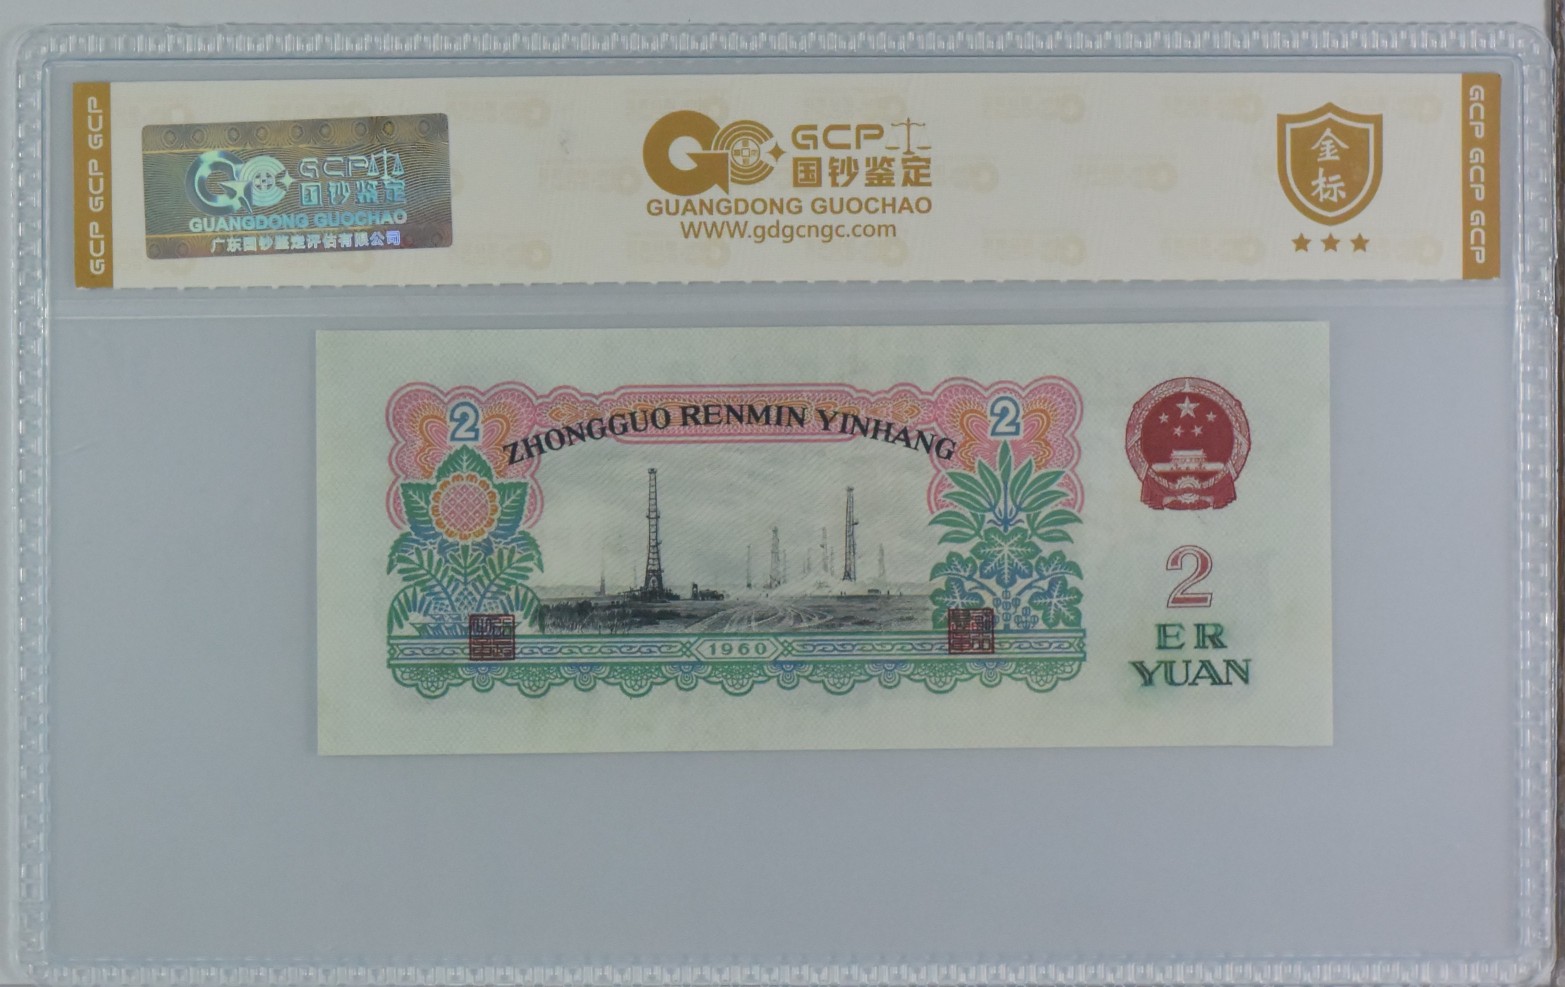 GCP GCP GCP
GCP
国钞鉴定
GUANGDONG GUOCHAO
广东国钞鉴定评估有限公司
GCP
国钞鉴定
GUANGDONG GUOCHAO
WWW.gdgcngc.com
金
标
GCP GCP GCP
2
2
ZHONGGUO RENMIN YINHANG
1960
2
ER
YUAN